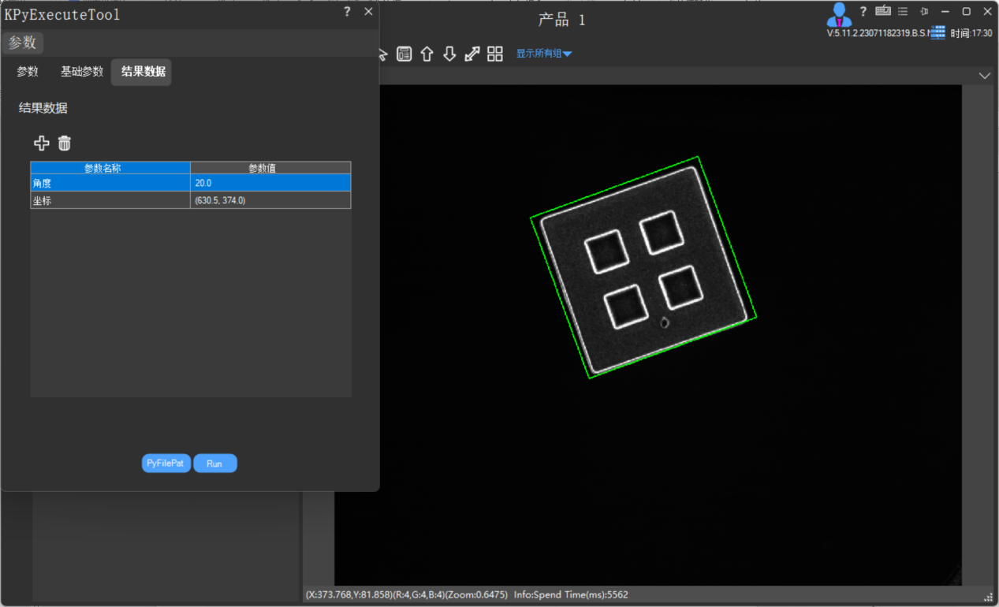 KPyExecuteTool ? ×
产品 1
?
V:5.11.2.23071182319.B.S.
时间:17:30
参数
显示所有组
参数 基础参数 结果数据
结果数据
参数名称 参数值
角度 20.0
坐标 (630.5, 374.0)
PyFilePat Run
(X:373.768,Y:81.858)(R:4,G:4,B:4)(Zoom:0.6475) Info:Spend Time(ms):5562